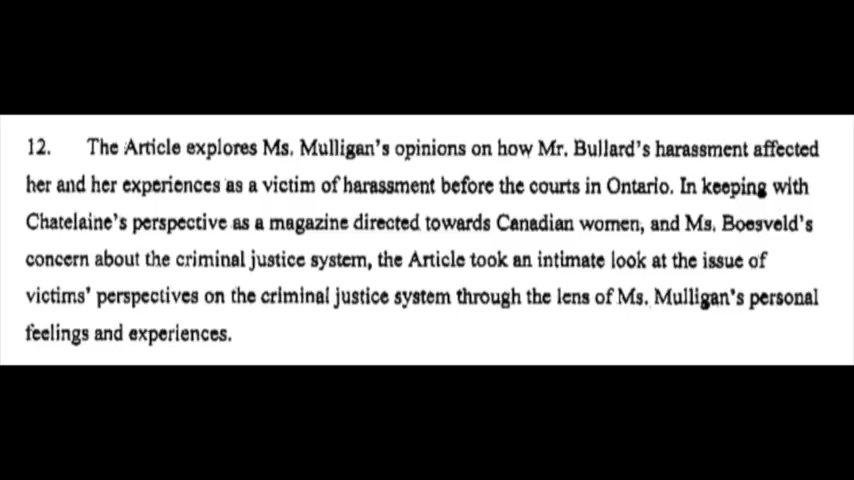 12. The Article explores Ms. Mulligan's opinions on how Mr. Bullard's harassment affected
her and her experiences as a victim of harassment before the courts in Ontario. In keeping with
Chatelaine's perspective as a magazine directed towards Canadian women, and Ms. Boesveld's
concern about the criminal justice system, the Article took an intimate look at the issue of
victims' perspectives on the criminal justice system through the lens of Ms. Mulligan's personal
feelings and experiences.